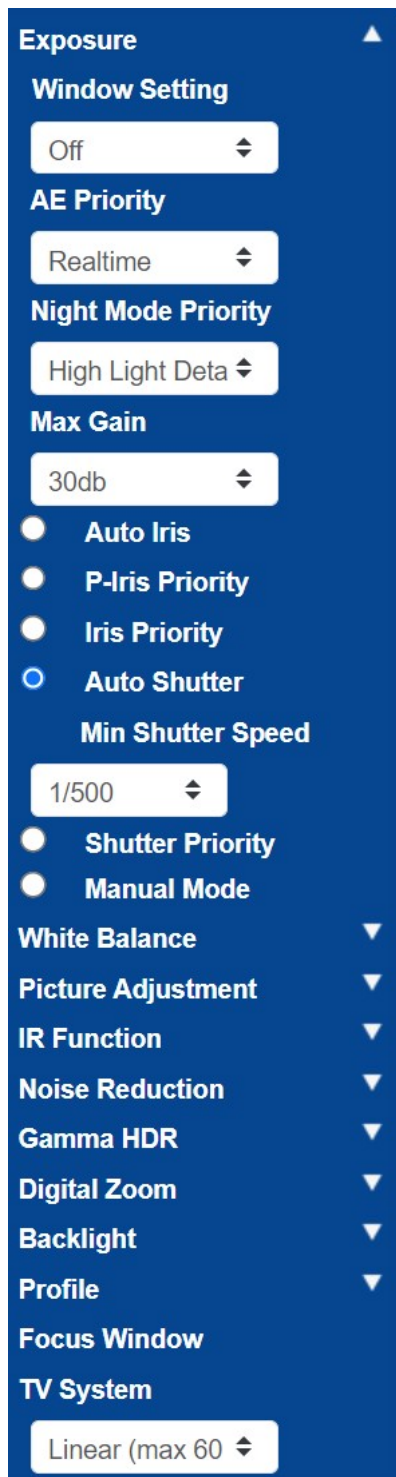 Exposure
Window Setting
Off
AE Priority
Realtime
Night Mode Priority
High Light Deta
Max Gain
30db
Auto Iris
P-Iris Priority
Iris Priority
Auto Shutter
Min Shutter Speed
1/500
Shutter Priority
Manual Mode
White Balance
Picture Adjustment
IR Function
Noise Reduction
Gamma HDR
Digital Zoom
Backlight
Profile
Focus Window
TV System
Linear (max 60